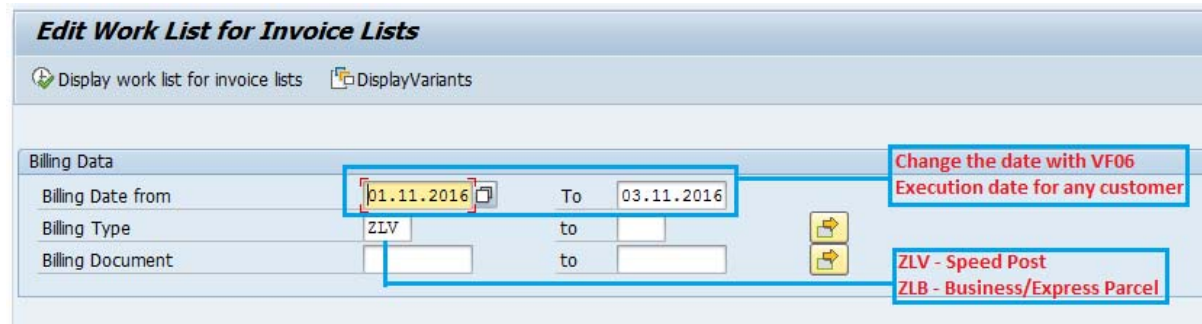 Edit Work List for Invoice Lists
Display work list for invoice lists DisplayVariants
Billing Data
Change the date with VF06
Execution date for any customer
Billing Date from 01.11.2016 To 03.11.2016
Billing Type ZLV to
Billing Document to
ZLV - Speed Post
ZLB - Business/Express Parcel